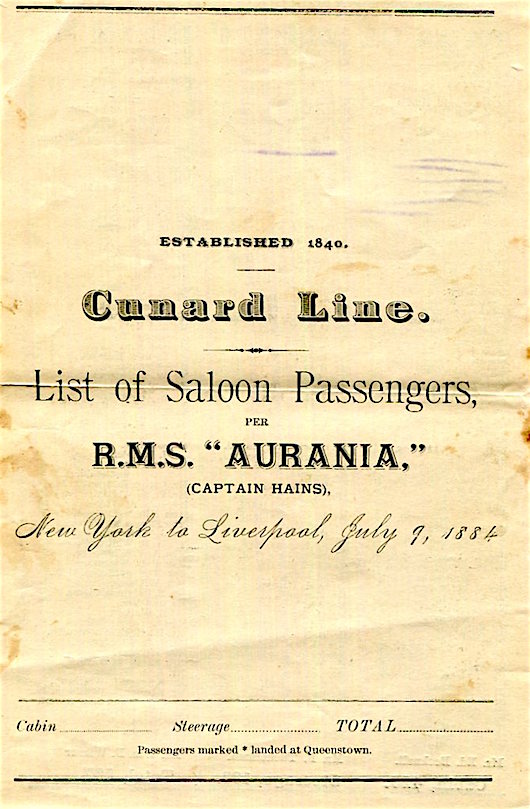 ESTABLISHED 1840.
Cunard Line.
List of Saloon Passengers,
PER
R.M.S. “AURANIA,”
(CAPTAIN HAINS),
New York to Liverpool, July 9, 1884
Cabin.................... Steerage.................... TOTAL....................
Passengers marked * landed at Queenstown.